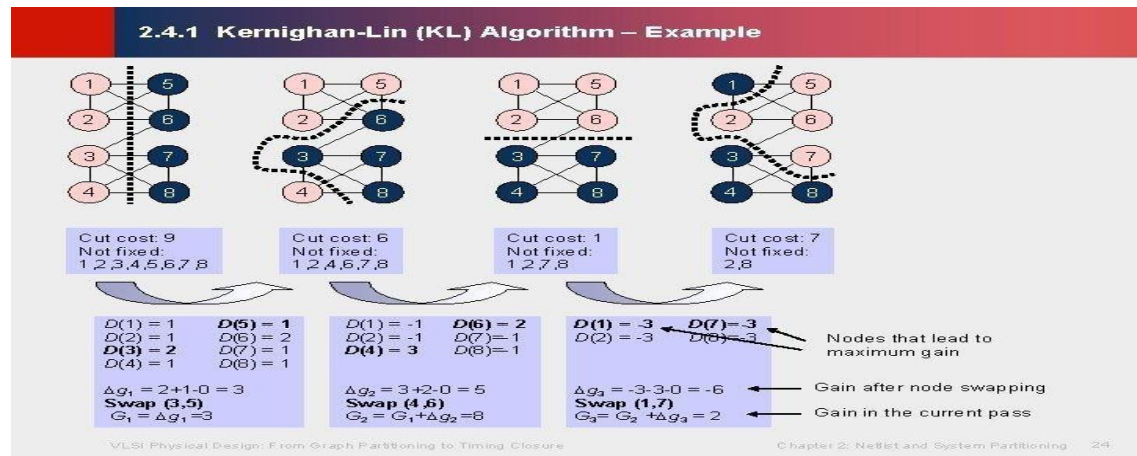 2.4.1 Kernighan-Lin (KL) Algorithm – Example
1 5
2 6
3 7
4 8
1 5
2 6
3 7
4 8
1 5
2 6
3 7
4 8
1 5
2 6
3 7
4 8
Cut cost: 9
Not fixed:
1,2,3,4,5,6,7,8
Cut cost: 6
Not fixed:
1,2,4,6,7,8
Cut cost: 1
Not fixed:
1,2,7,8
Cut cost: 7
Not fixed:
2,8
D(1) = 1 D(5) = 1
D(2) = 1 D(6) = 2
D(3) = 2 D(7) = 1
D(4) = 1 D(8) = 1
Δg₁ = 2+1-0 = 3
Swap (3,5)
G₁ = Δg₁ =3
D(1) = -1 D(6) = 2
D(2) = -1 D(7)=-1
D(4) = 3 D(8)=-1
Δg₂ = 3+2-0 = 5
Swap (4,6)
G₂ = G₁+Δg₂=8
D(1) = -3 D(7)=-3
D(2) = -3 D(8)=-3
Δg₃ = -3-3-0 = -6
Swap (1,7)
G₃= G₂ +Δg₃ = 2
Nodes that lead to
maximum gain
Gain after node swapping
Gain in the current pass
VLSI Physical Design: From Graph Partitioning to Timing Closure
Chapter 2: Netlist and System Partitioning 24